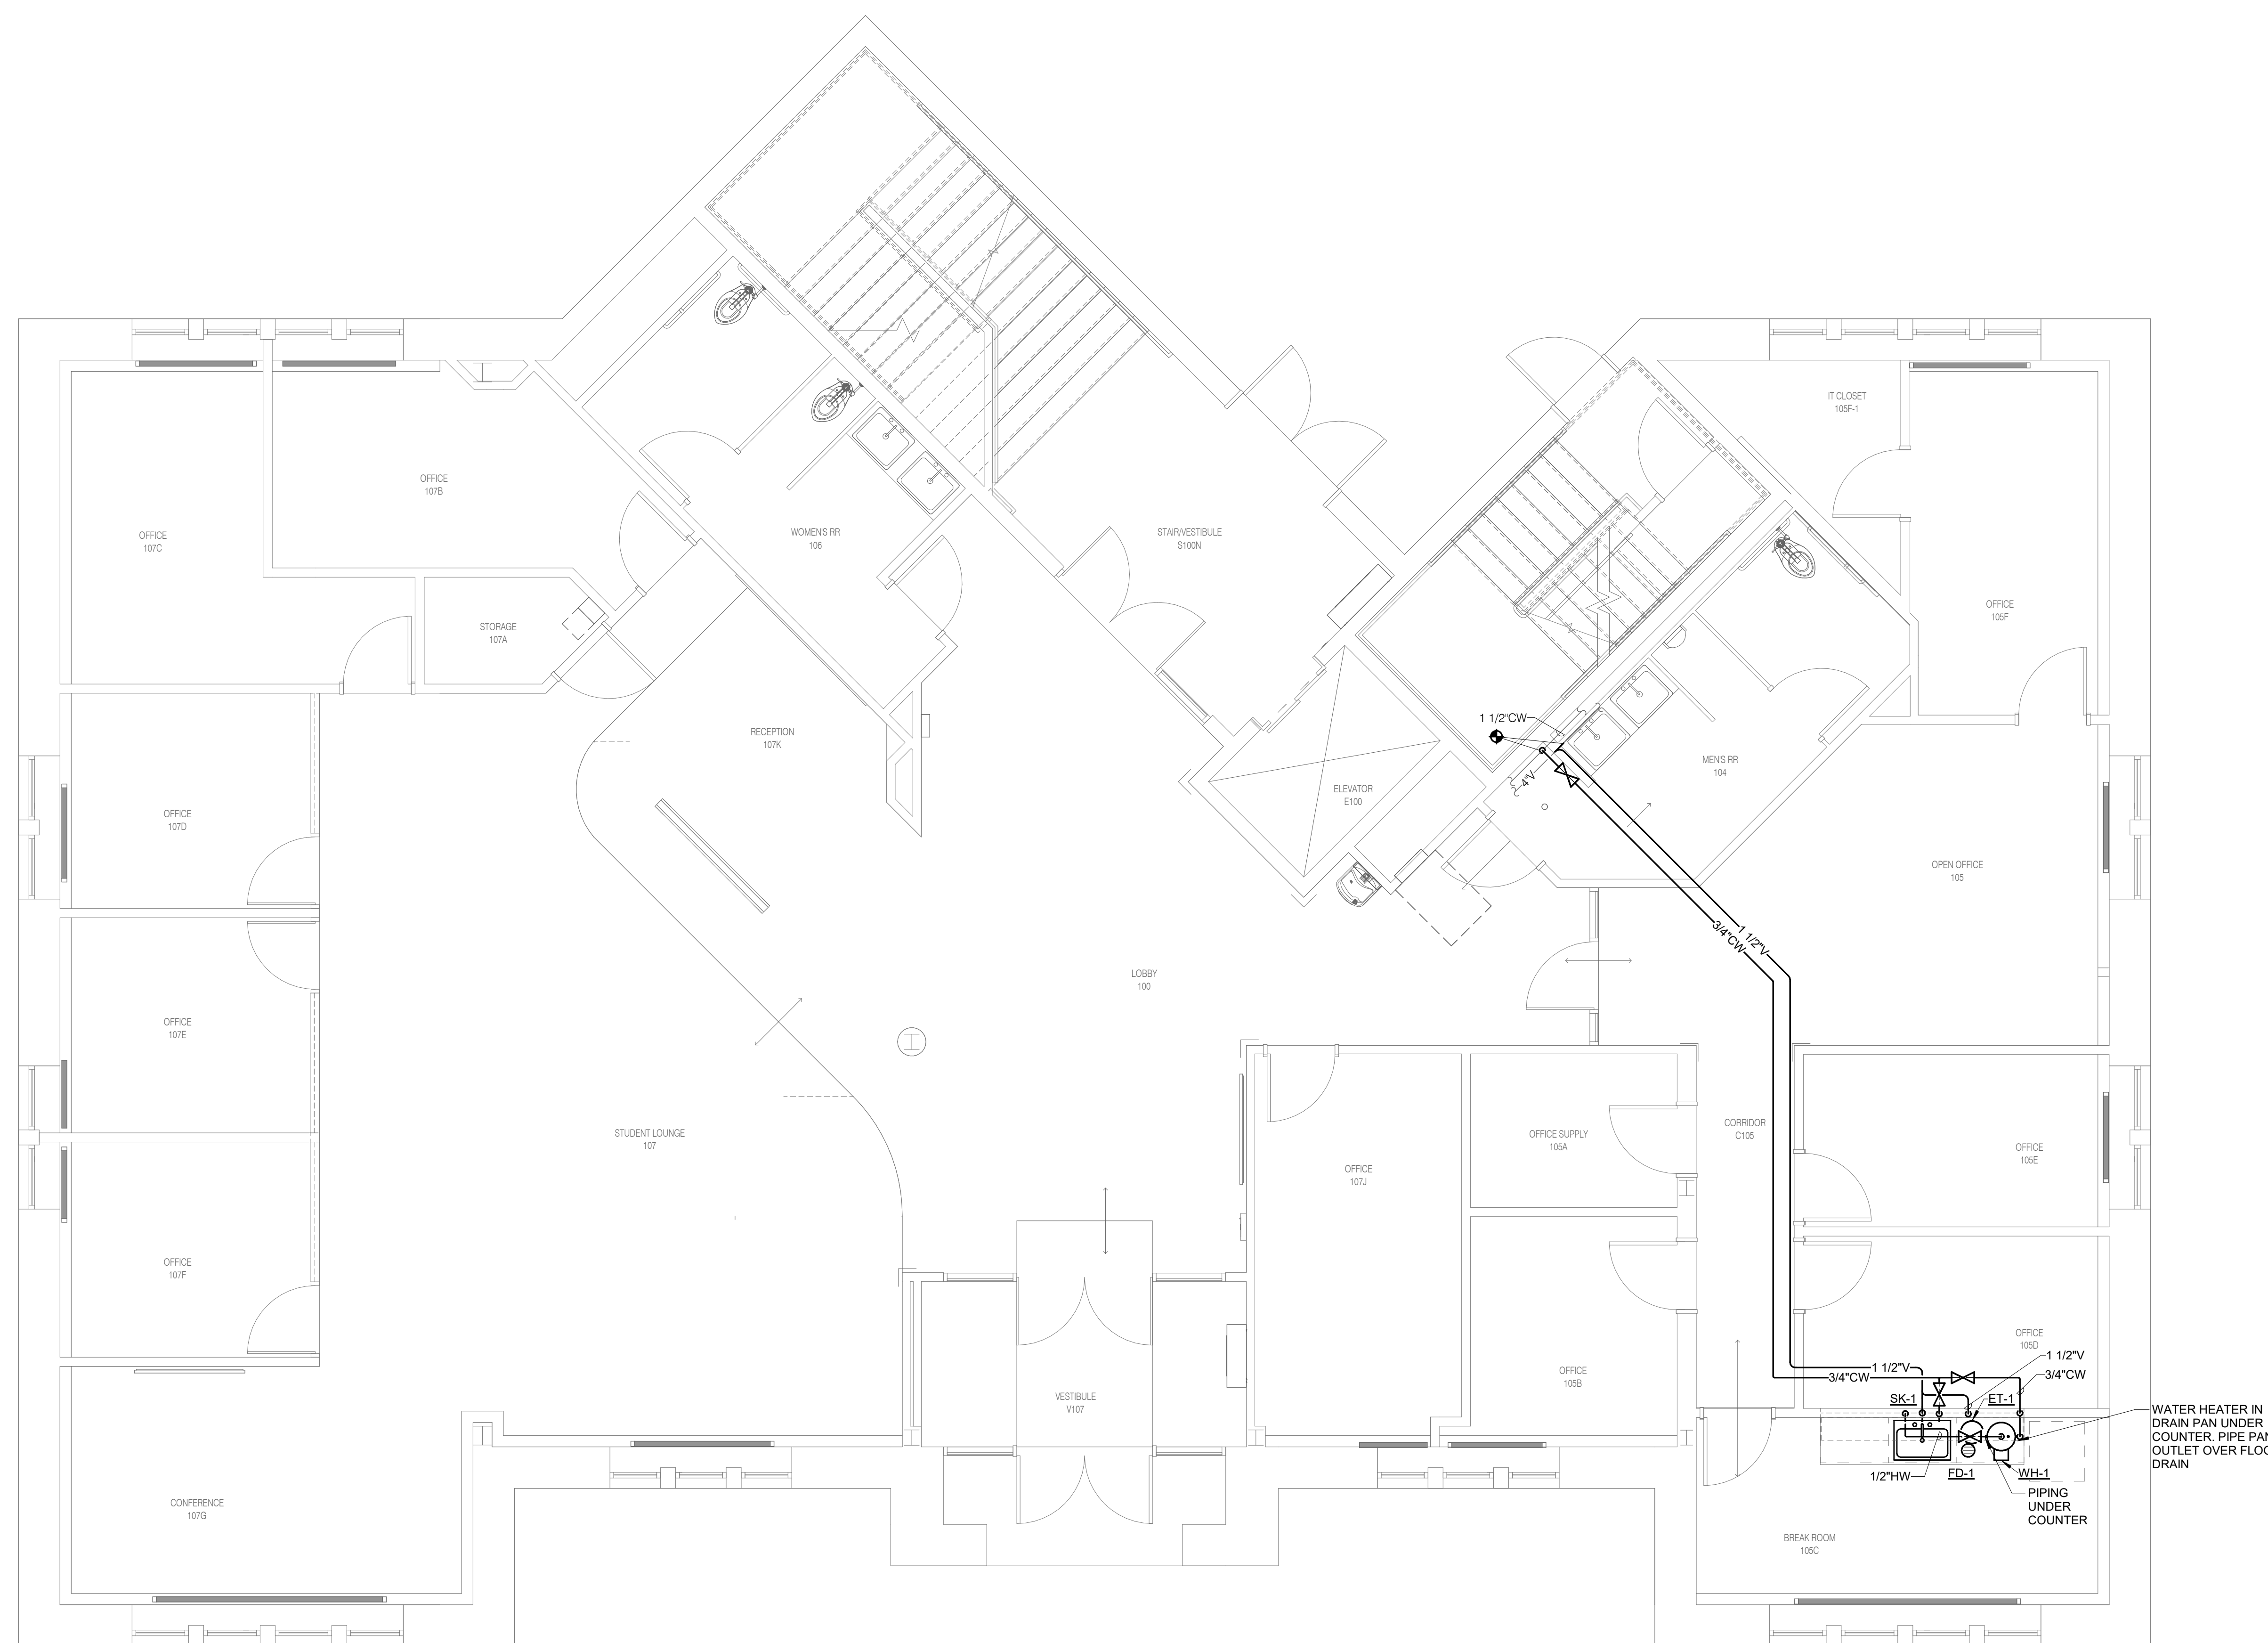 IT CLOSET
105F-1
OFFICE
107B
OFFICE
107C
WOMEN'S RR
106
STAIR/VESTIBULE
S100N
OFFICE
105F
STORAGE
107A
1 1/2"CW
RECEPTION
107K
4"V
MEN'S RR
104
ELEVATOR
E100
OFFICE
107D
OPEN OFFICE
105
1 1/2"V
3/4"CW
LOBBY
100
OFFICE
107E
STUDENT LOUNGE
107
OFFICE SUPPLY
105A
CORRIDOR
C105
OFFICE
105E
OFFICE
107J
OFFICE
107F
OFFICE
105D
1 1/2"V
1 1/2"V
3/4"CW
3/4"CW
OFFICE
105B
VESTIBULE
V107
SK-1
ET-1
WATER HEATER IN
DRAIN PAN UNDER
COUNTER. PIPE PAN
OUTLET OVER FLOO
DRAIN
1/2"HW
FD-1
WH-1
PIPING
UNDER
COUNTER
CONFERENCE
107G
BREAK ROOM
105C